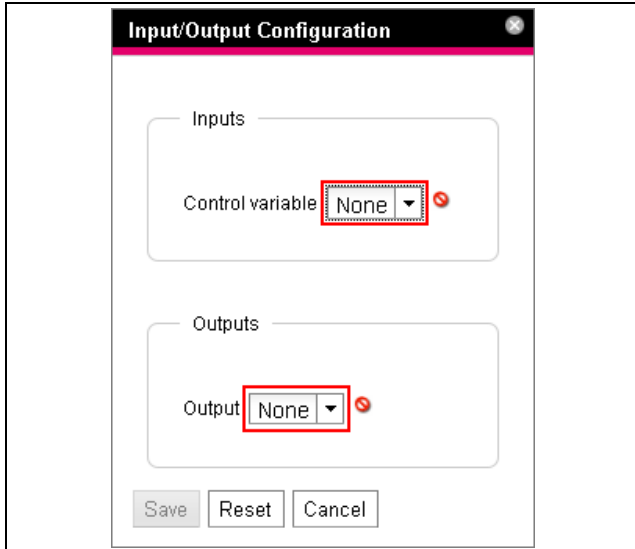 Input/Output Configuration
Inputs
Control variable None
Outputs
Output None
Save Reset Cancel